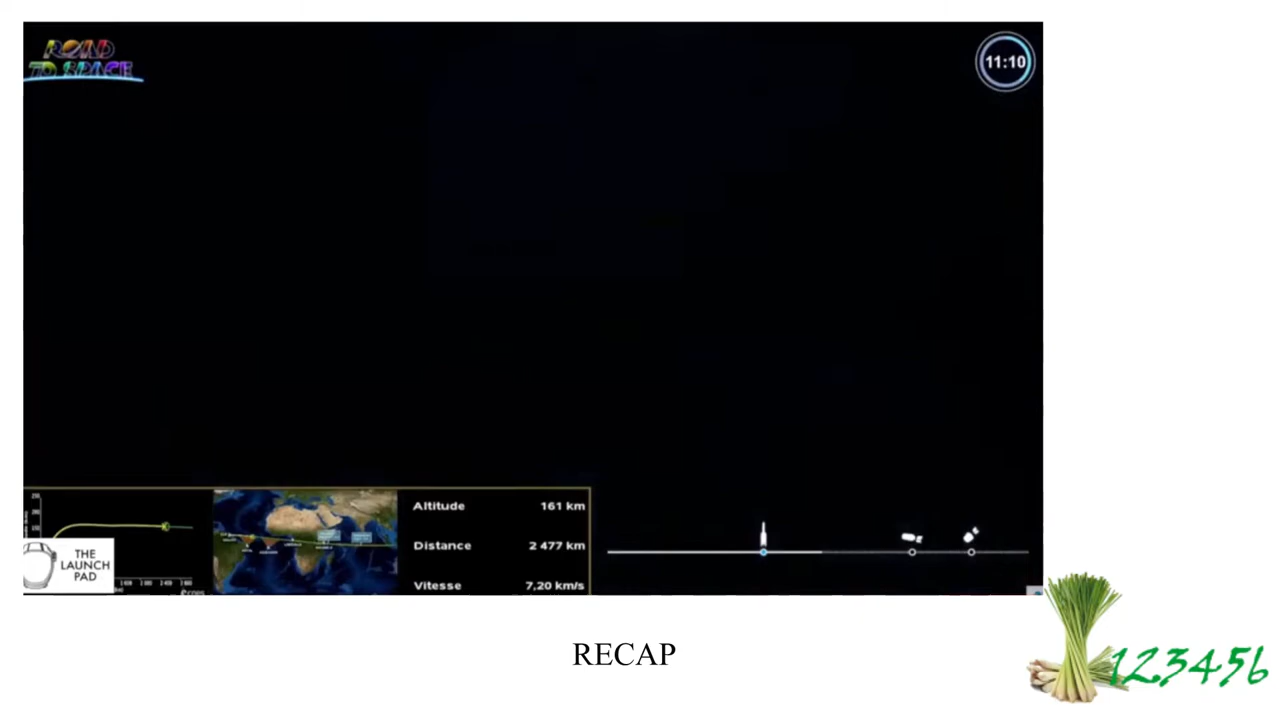 ROAD
TO SPACE
11:10
Altitude 161 km
Distance 2 477 km
Vitesse 7,20 km/s
THE
LAUNCH
PAD
cnes
RECAP
123456